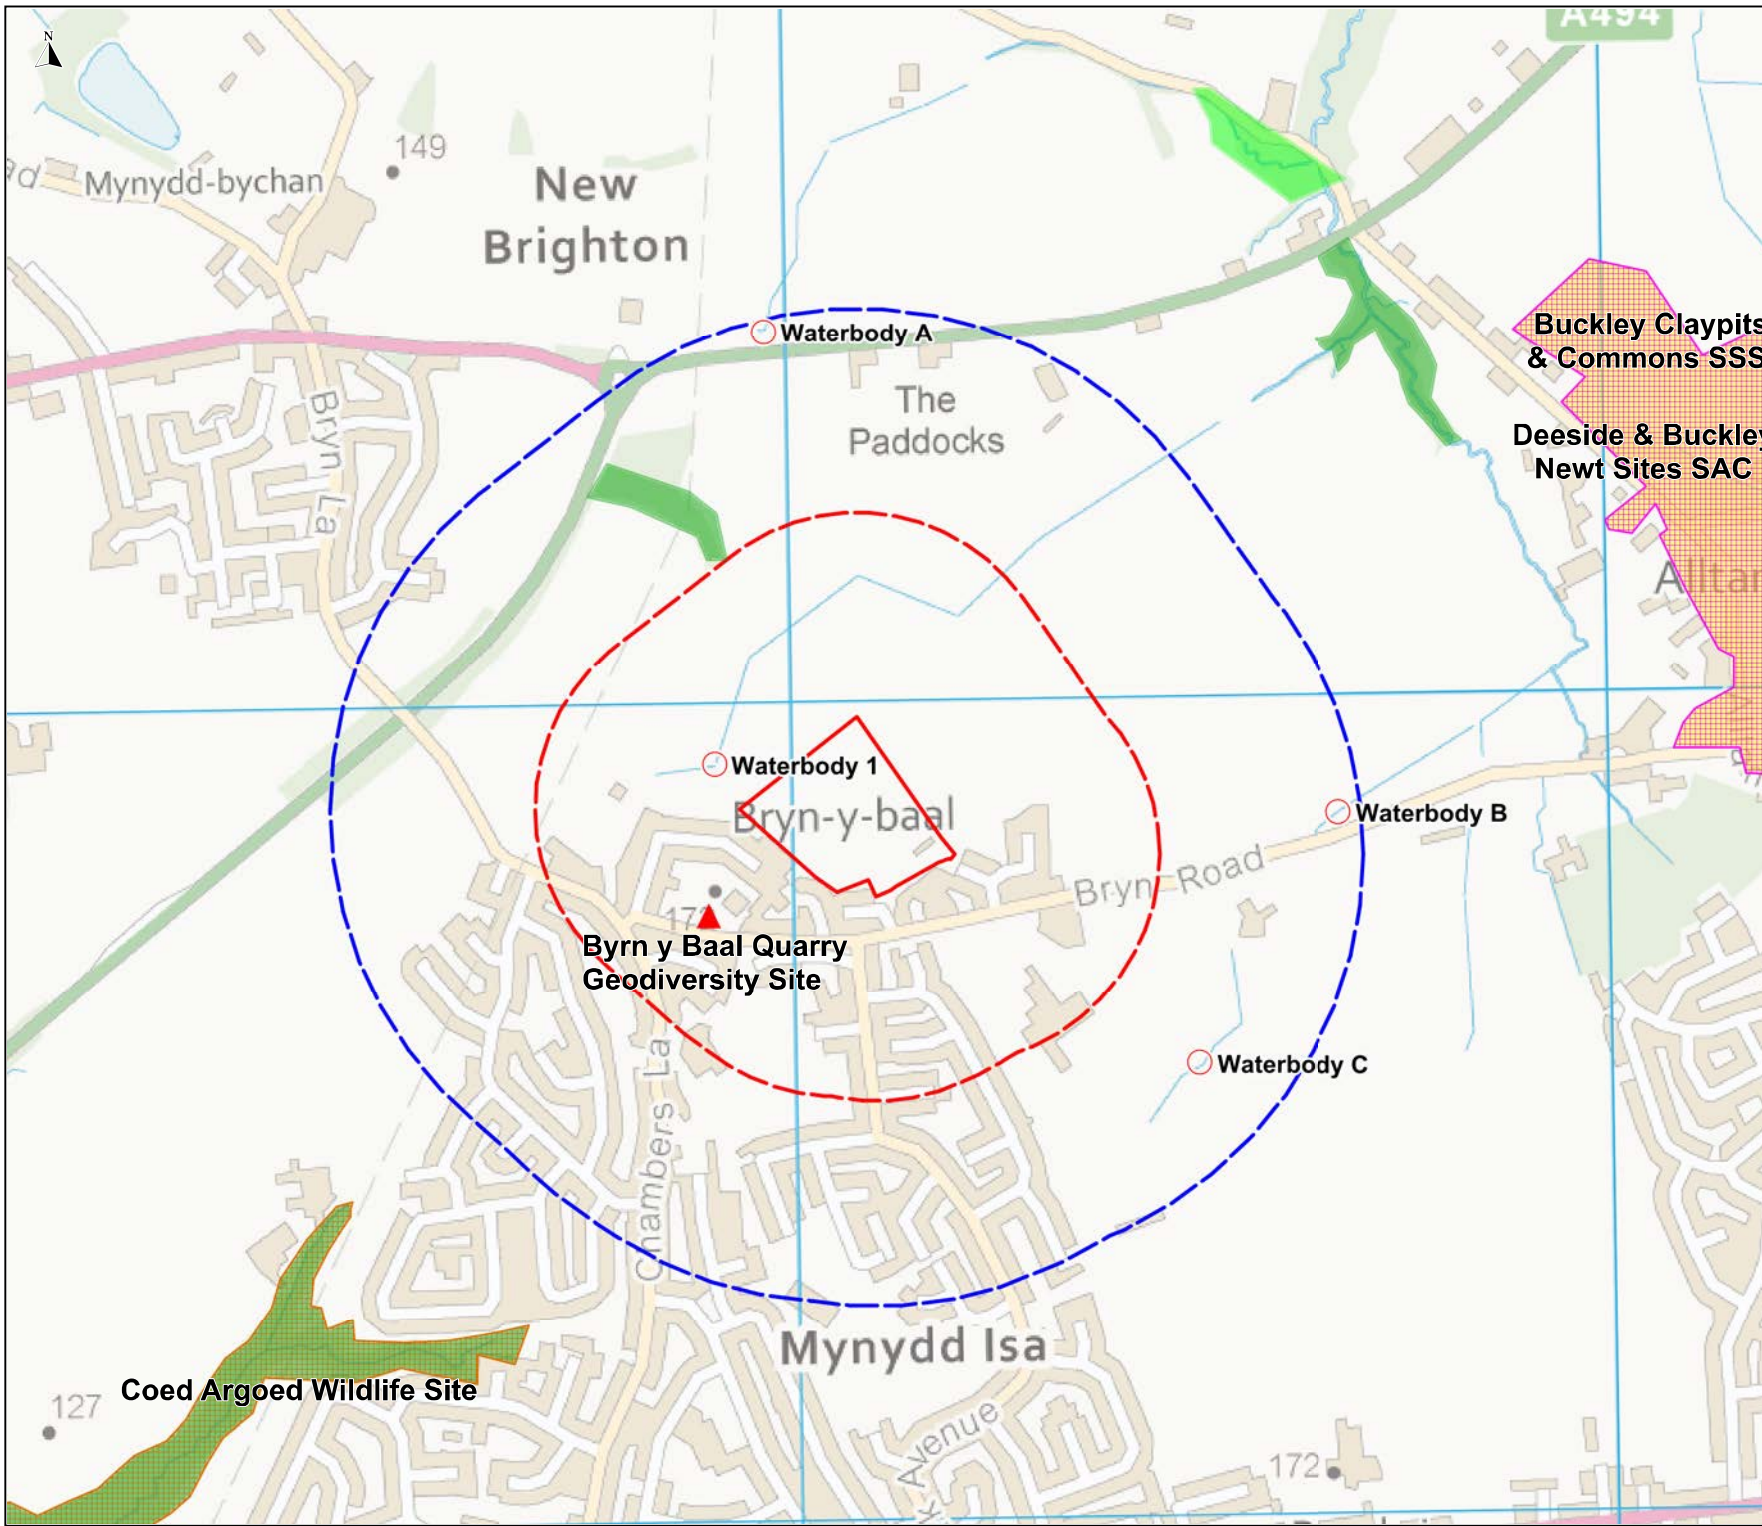 A494
N
149
ad
Mynydd-bychan
New
Brighton
Buckley Claypits
& Commons SSS
Waterbody A
Bryn La
The
Paddocks
Deeside & Buckley
Newt Sites SAC
Alltar
Waterbody 1
Bryn-y-baal
Waterbody B
Bryn Road
Byrn y Baal Quarry
Geodiversity Site
Waterbody C
Chambers La
Mynydd Isa
Coed Argoed Wildlife Site
127
Avenue
k
172